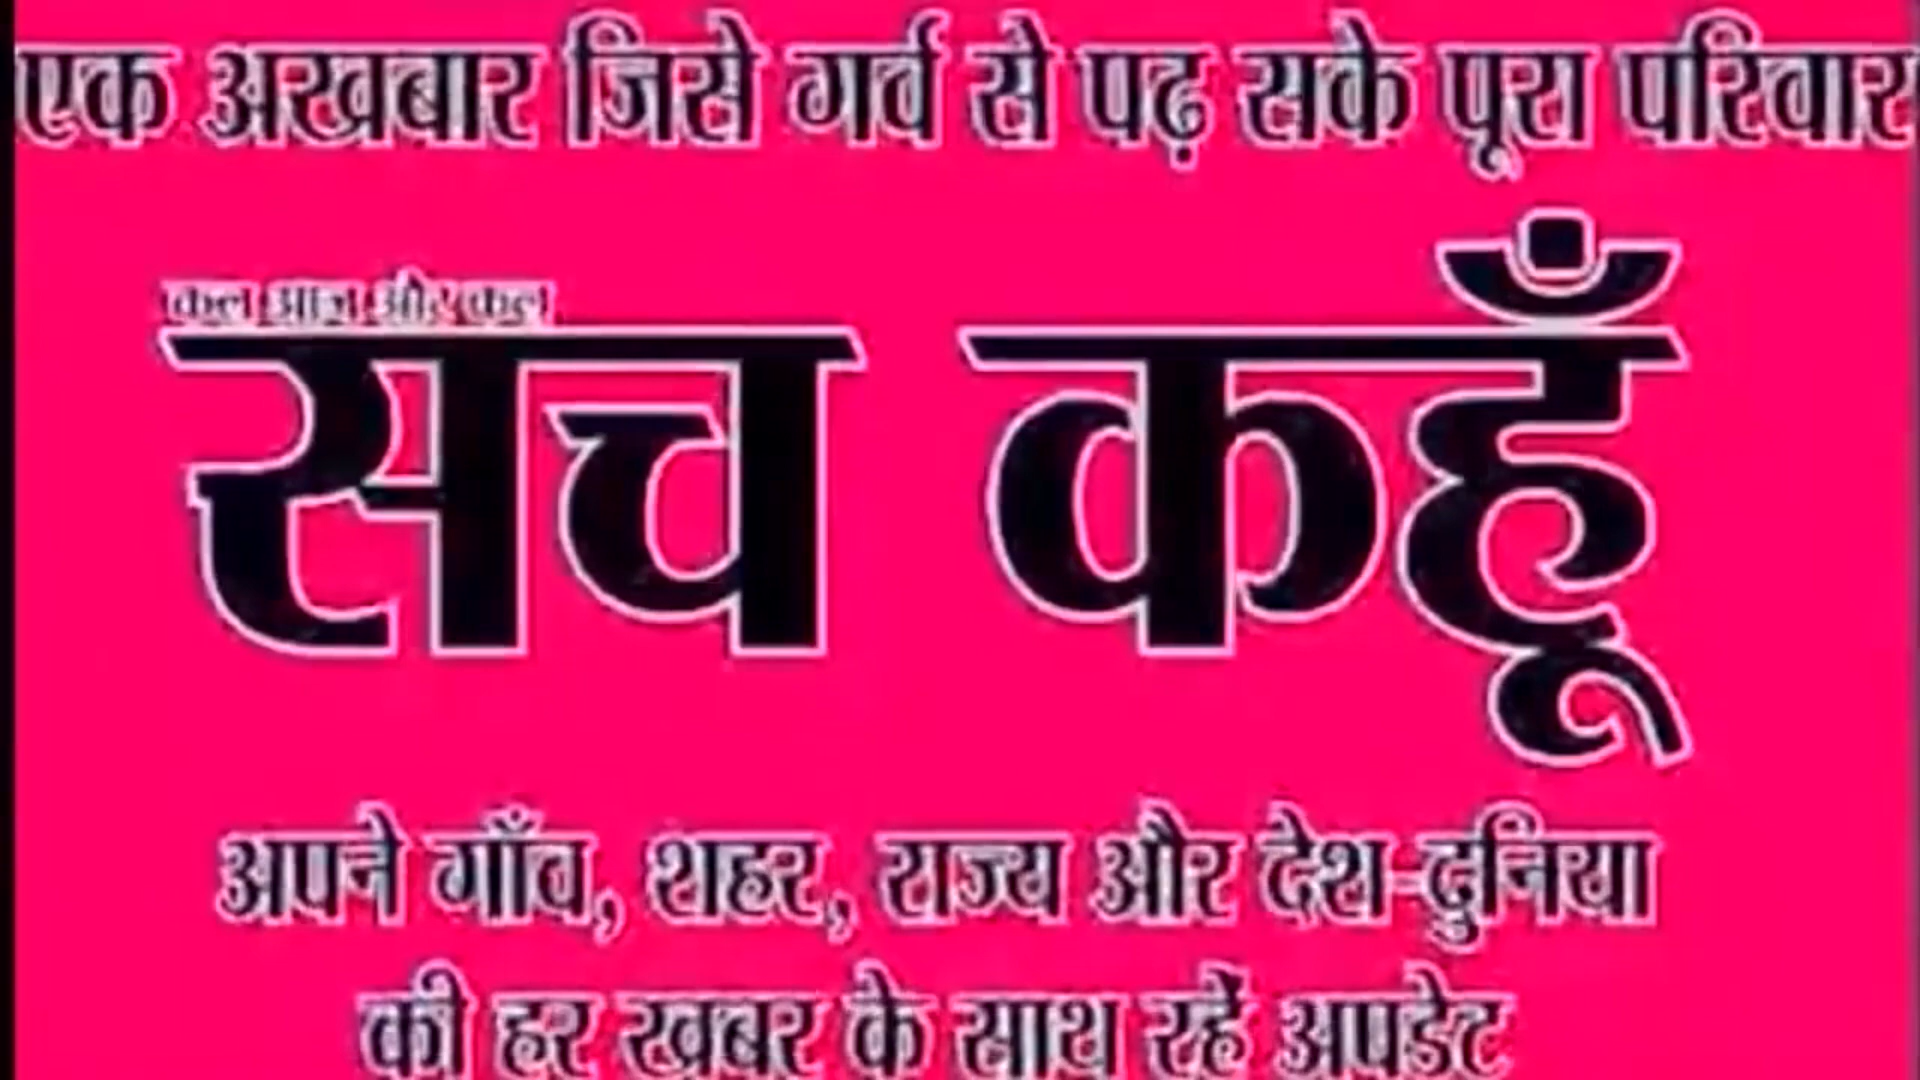 एक अखबार जिसे गर्व से पढ़ सके पूरा परिवार
कल आज और कल
सच कहूँ
अपने गाँव, शहर, राज्य और देश-दुनिया
की हर खबर के साथ रहें अपडेट